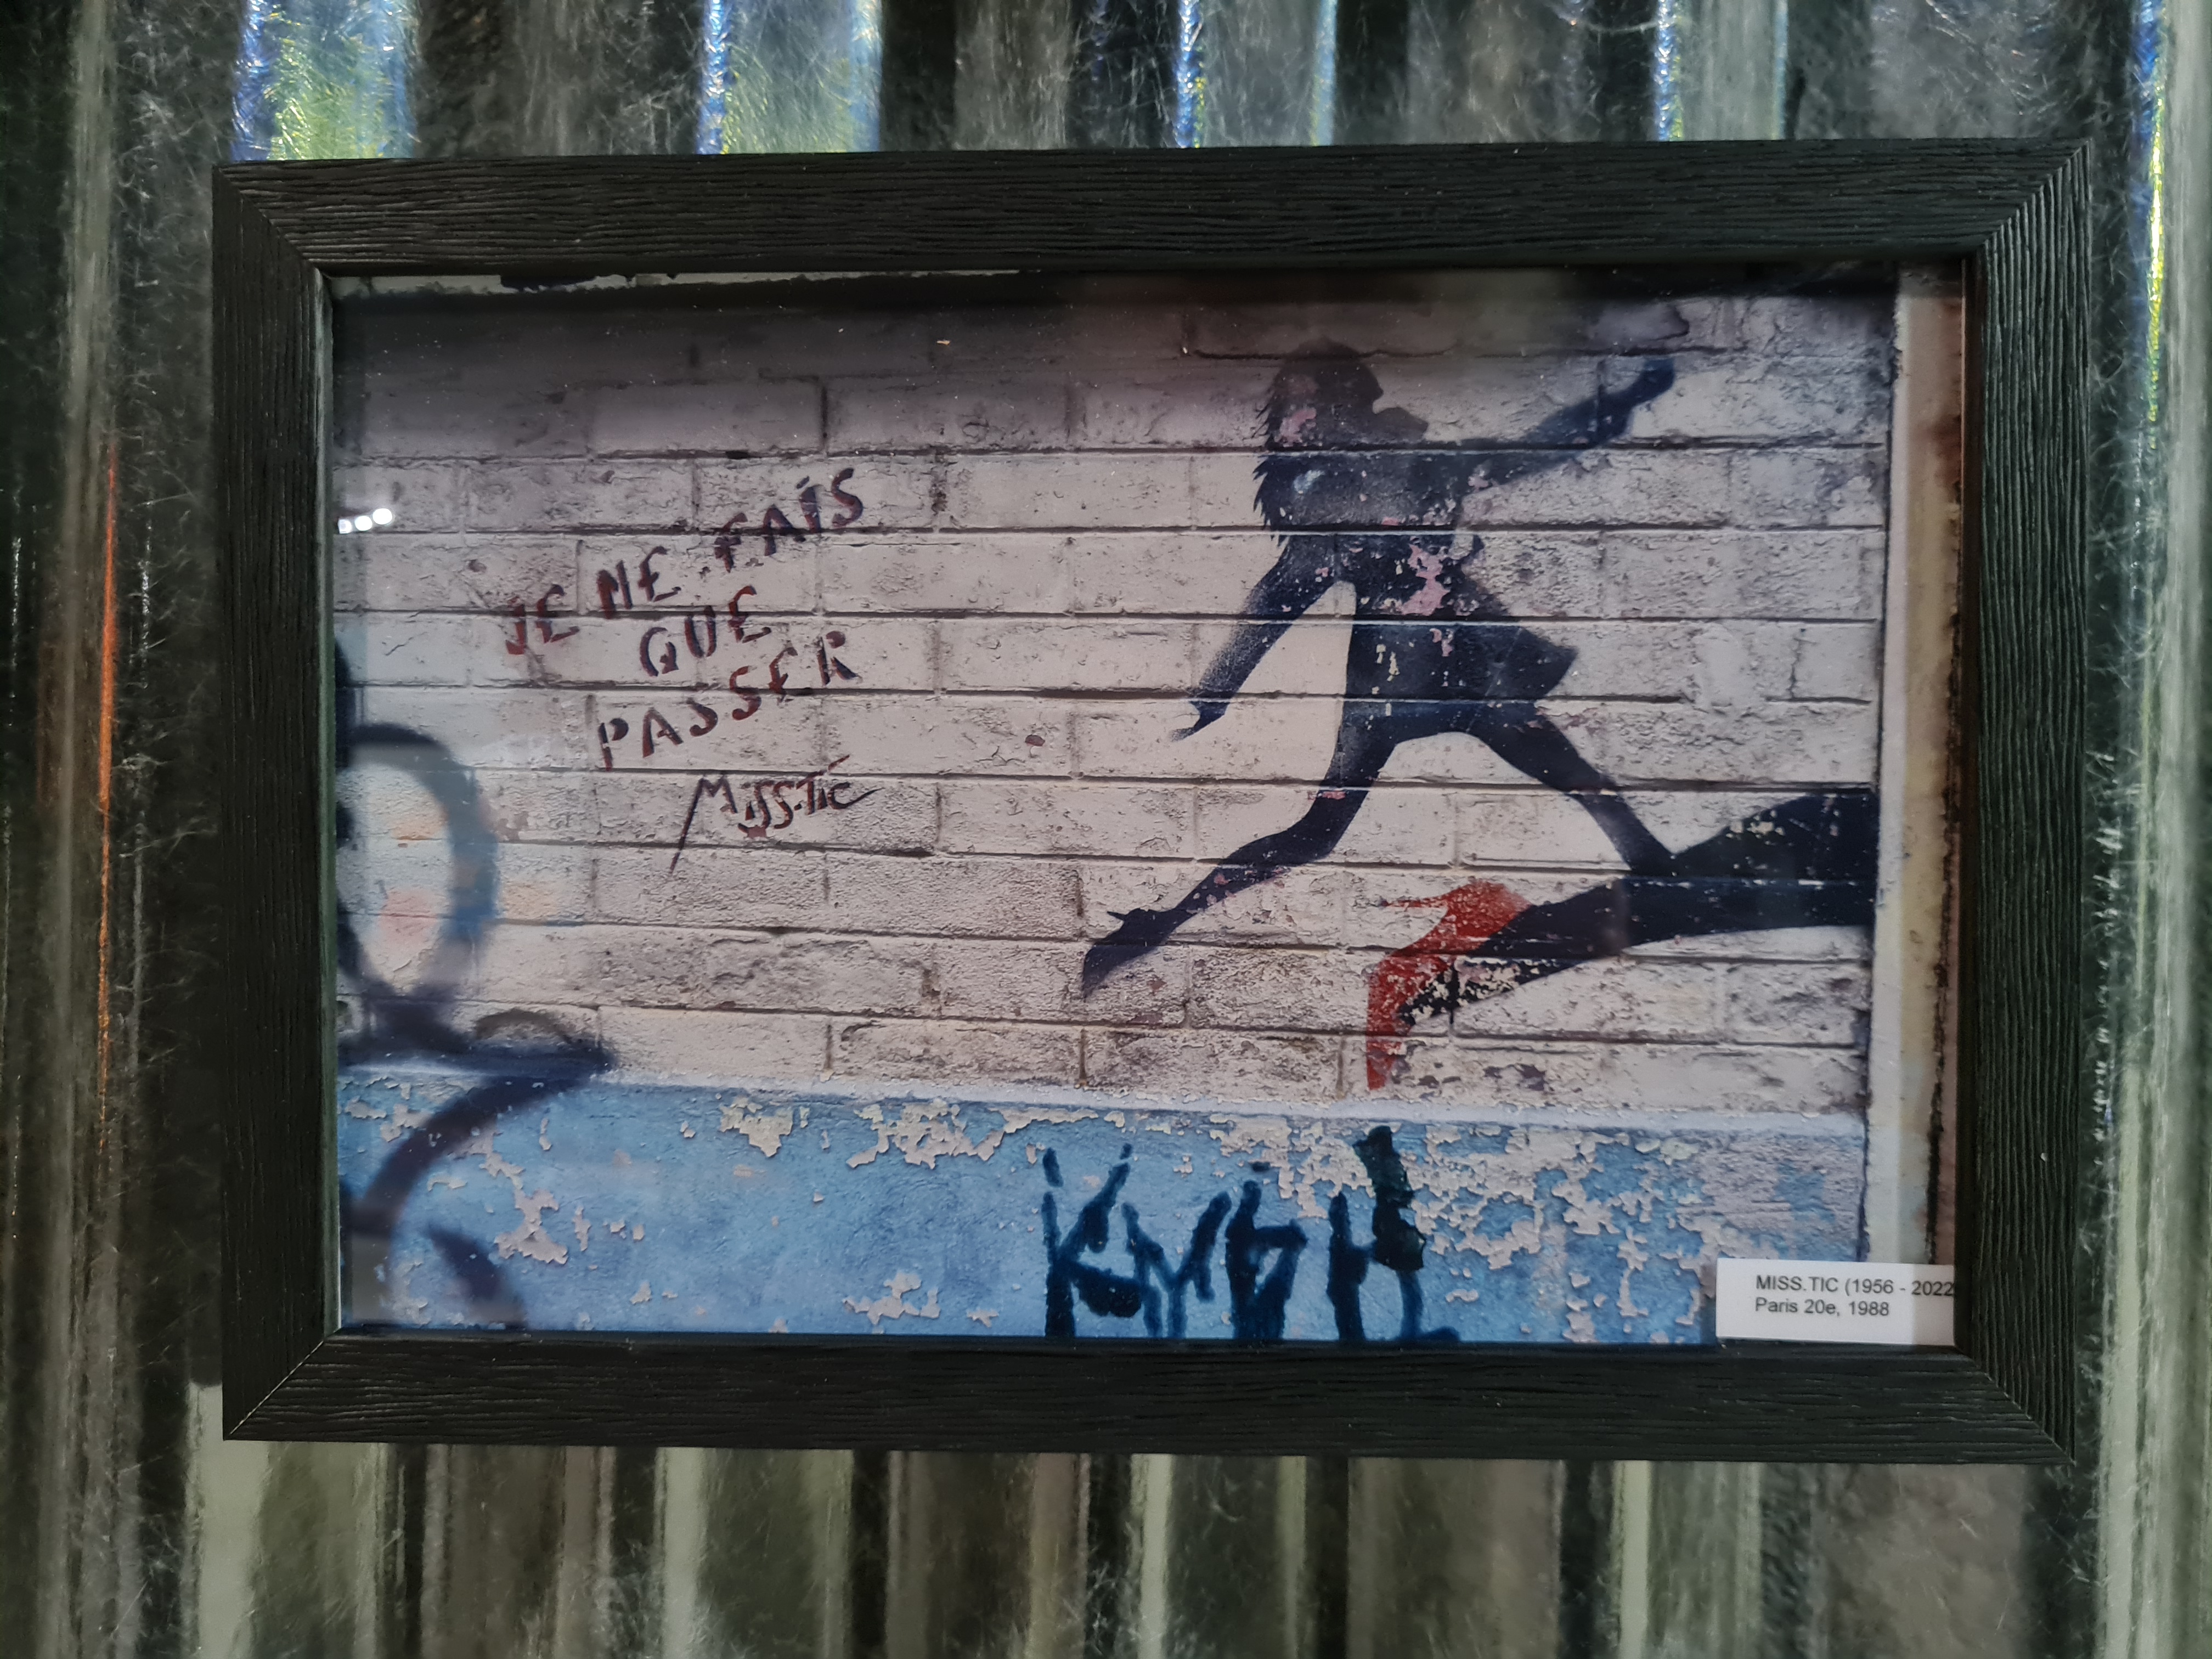 JE NE FAIS
QUE
PASSER
MISS.TIC
MISS.TIC (1956 - 2022
Paris 20e, 1988